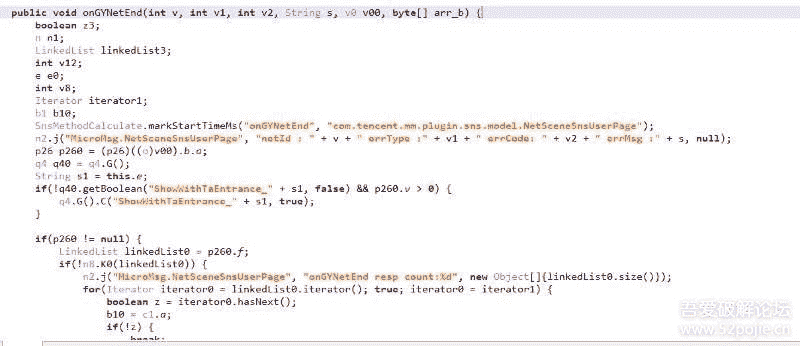 public void onGYNetEnd(int v, int v1, int v2, String s, v0 v00, byte[] arr_b) {
boolean z3;
n n1;
LinkedList linkedList3;
int v12;
e e0;
int v8;
Iterator iterator1;
b1 b10;
SnsMethodCalculate.markStartTimeMs("onGYNetEnd", "com.tencent.mm.plugin.sns.model.NetSceneSnsUserPage");
n2.j("MicroMsg.NetSceneSnsUserPage", "netId : " + v + " errType :" + v1 + " errCode: " + v2 + " errMsg :" + s, null);
p26 p260 = (p26)((o)v00).b.a;
q4 q40 = q4.G();
String s1 = this.e;
if(!q40.getBoolean("ShowWithTaEntrance_" + s1, false) && p260.v > 0) {
q4.G().C("ShowWithTaEntrance_" + s1, true);
}
if(p260 != null) {
LinkedList linkedList0 = p260.f;
if(!n8.K0(linkedList0)) {
n2.j("MicroMsg.NetSceneSnsUserPage", "onGYNetEnd resp count:%d", new Object[]{linkedList0.size()});
for(Iterator iterator0 = linkedList0.iterator(); true; iterator0 = iterator1) {
boolean z = iterator0.hasNext();
b10 = c1.a;
if(!z) {
break;
吾爱破解论坛
www.52pojie.cn